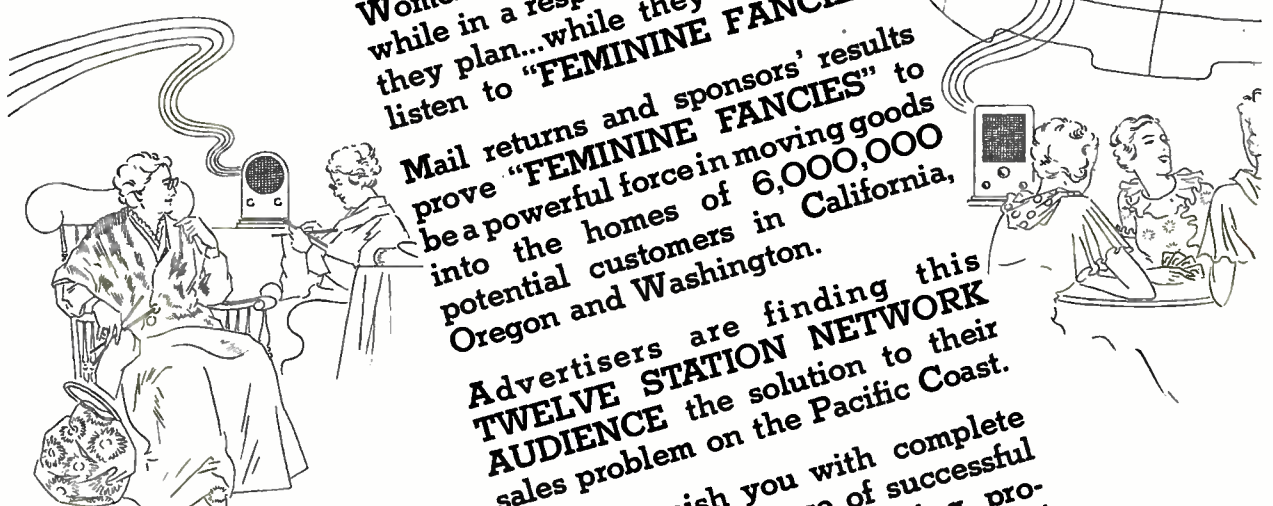 while in a
they plan...while they
listen to “FEMININE
Mail returns and sponsors’ results
prove “FEMININE FANCIES” to
be a powerful force in moving goods
into the homes of 6,000,000
potential customers in California,
Oregon and Washington.
Advertisers are finding this
TWELVE STATION NETWORK
AUDIENCE the solution to their
sales problem on the Pacific Coast.
you with complete
of successful
pro-